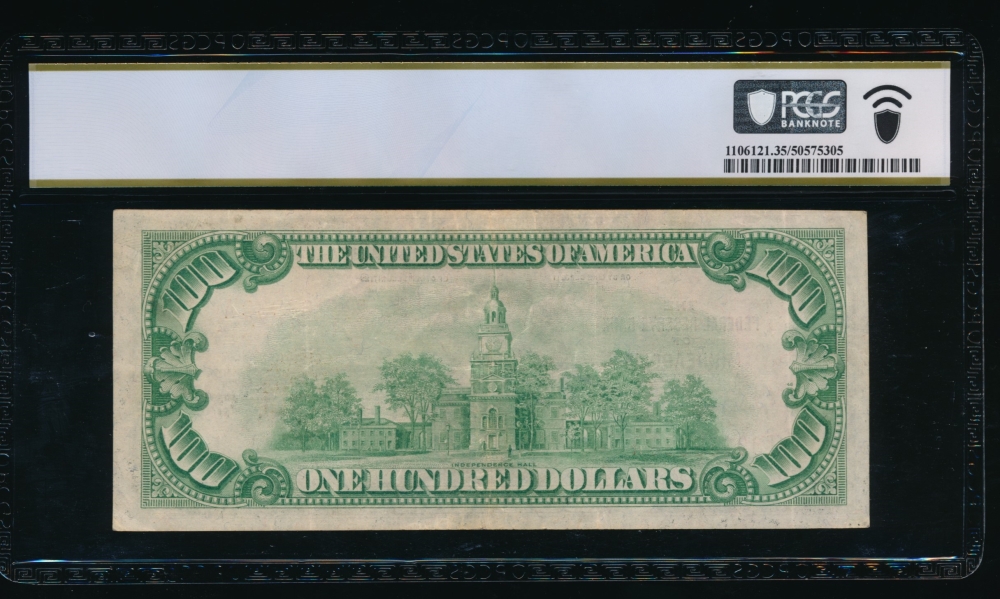 PCGS
BANKNOTE
1106121.35/50575305
THE UNITED STATES OF AMERICA
100 100
INDEPENDENCE HALL
100 100
ONE HUNDRED DOLLARS